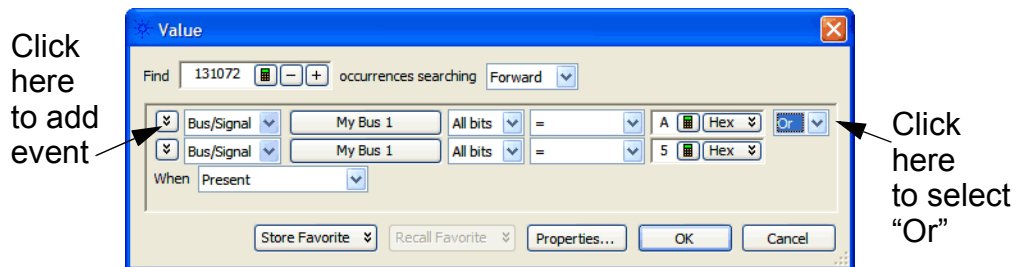 Click
here
to add
event
Value
Find 131072 − + occurrences searching Forward
Bus/Signal My Bus 1 All bits = A Hex Or
Bus/Signal My Bus 1 All bits = 5 Hex
When Present
Store Favorite Recall Favorite Properties... OK Cancel
Click
here
to select
“Or”